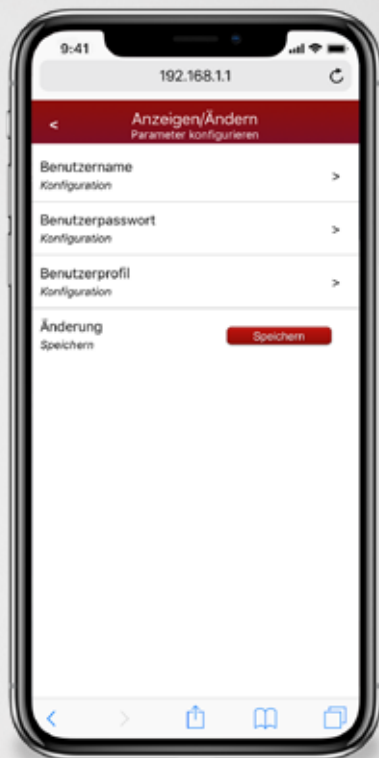 9:41
192.168.1.1
<
Anzeigen/Ändern
Parameter konfigurieren
Benutzername
Konfiguration
>
Benutzerpasswort
Konfiguration
>
Benutzerprofil
Konfiguration
>
Änderung
Speichern
Speichern